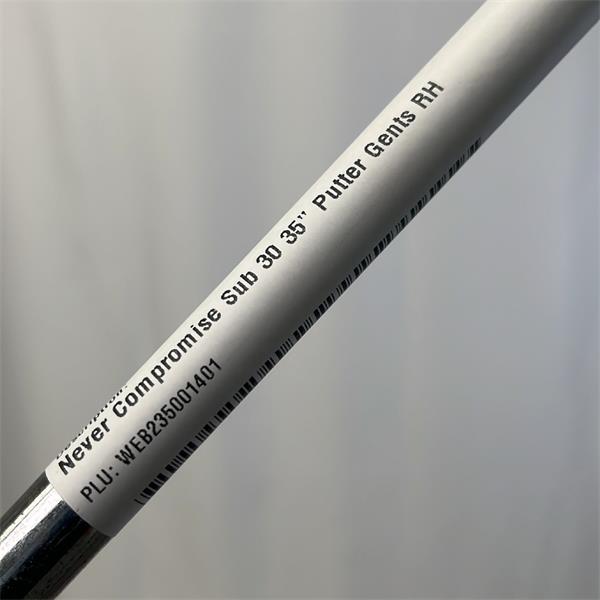 Never Compromise Sub 30 35" Putter Gents RH
PLU: WEB235001401